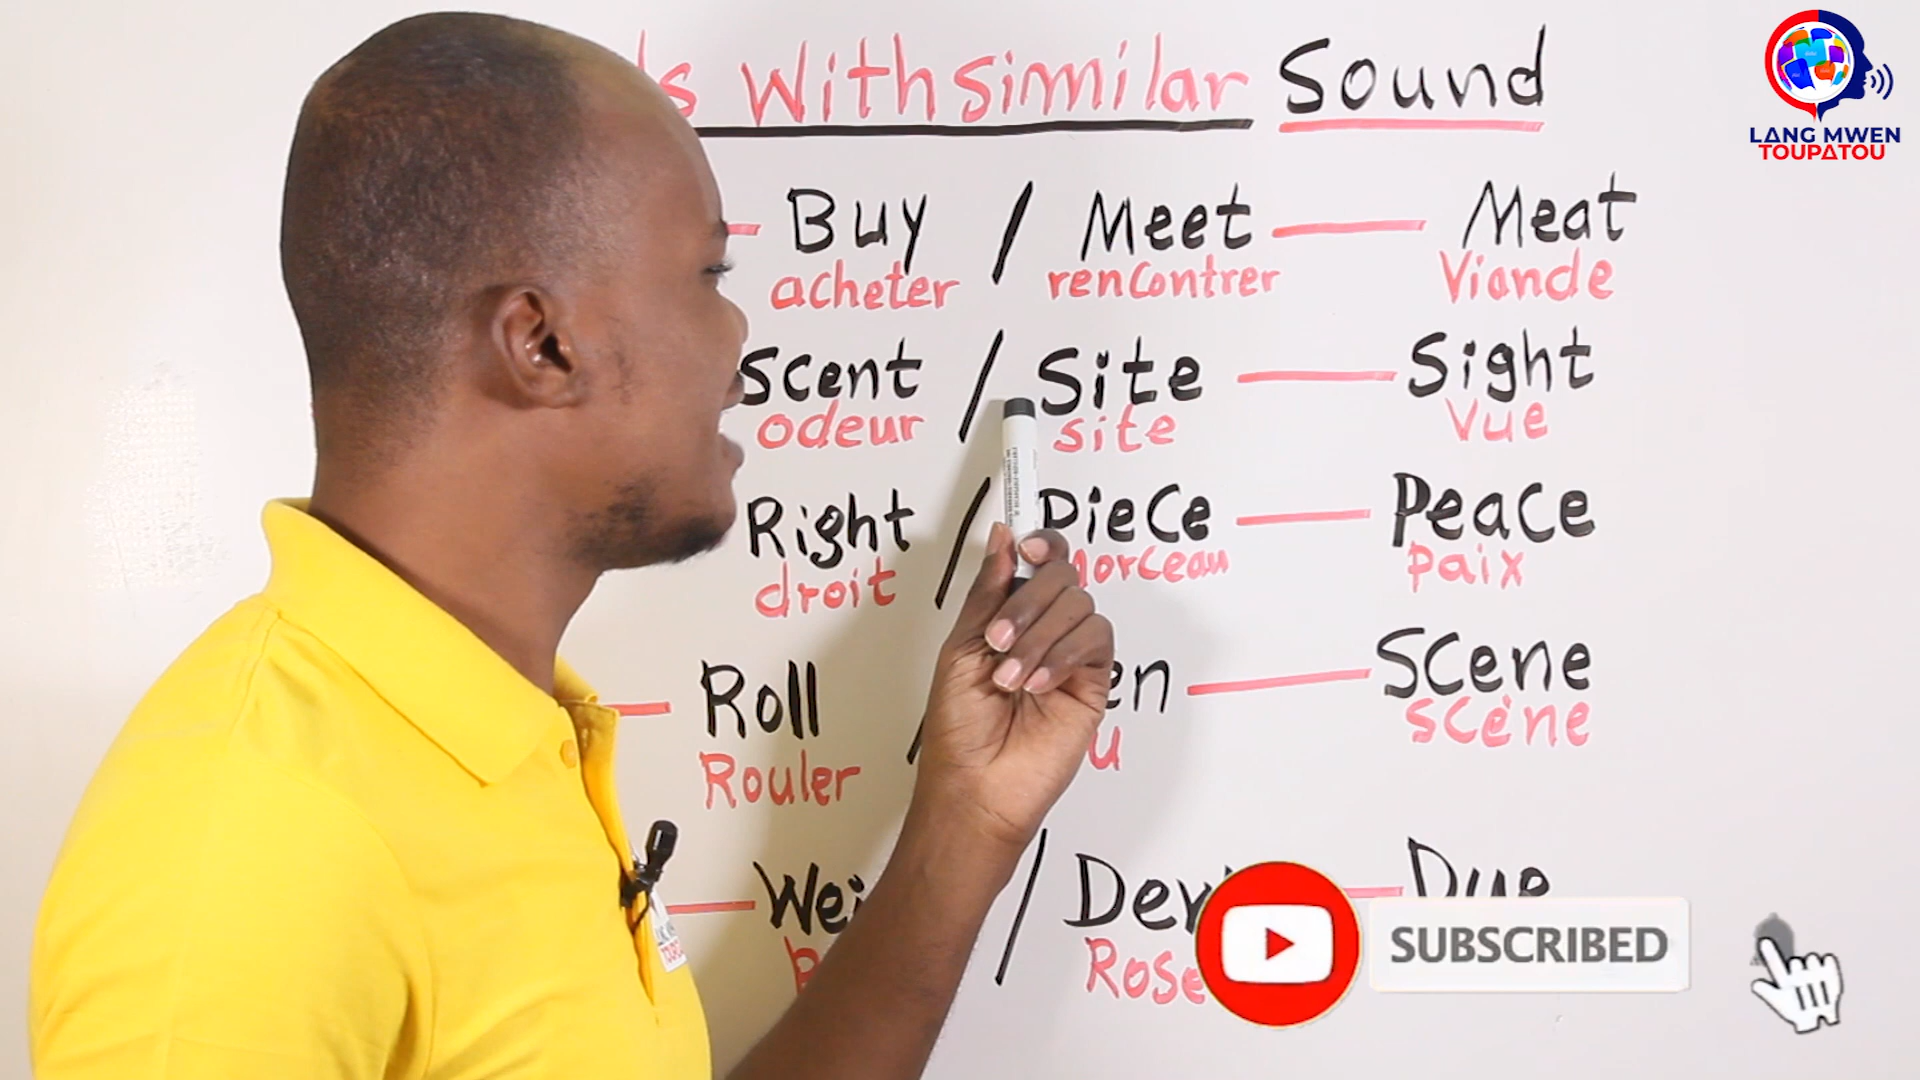 With similar Sound
LANG MWEN
TOUPATOU
Buy / Meet — Meat
acheter rencontrer Viande
Scent / Site — Sight
odeur site Vue
Right / Piece — Peace
droit morceau paix
Roll Scene
Rouler scène
/ Due
Rose
SUBSCRIBED